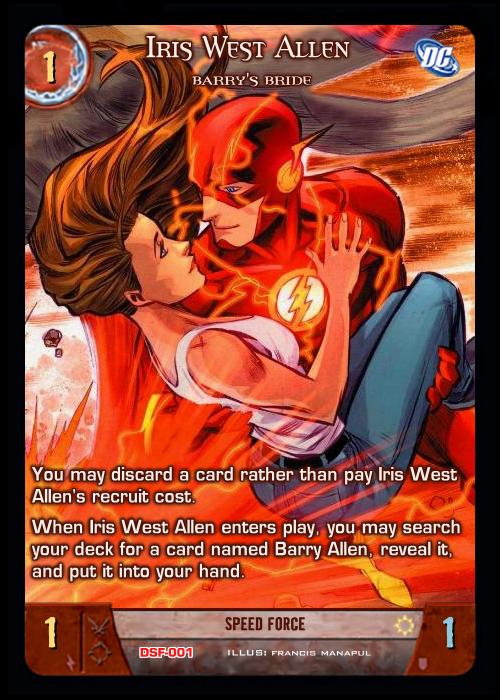 1
Iris West Allen
DC
Barry's Bride
You may discard a card rather than pay Iris West
Allen's recruit cost.
When Iris West Allen enters play, you may search
your deck for a card named Barry Allen, reveal it,
and put it into your hand.
1
SPEED FORCE
1
DSF-001
ILLUS: FRANCIS MANAPUL